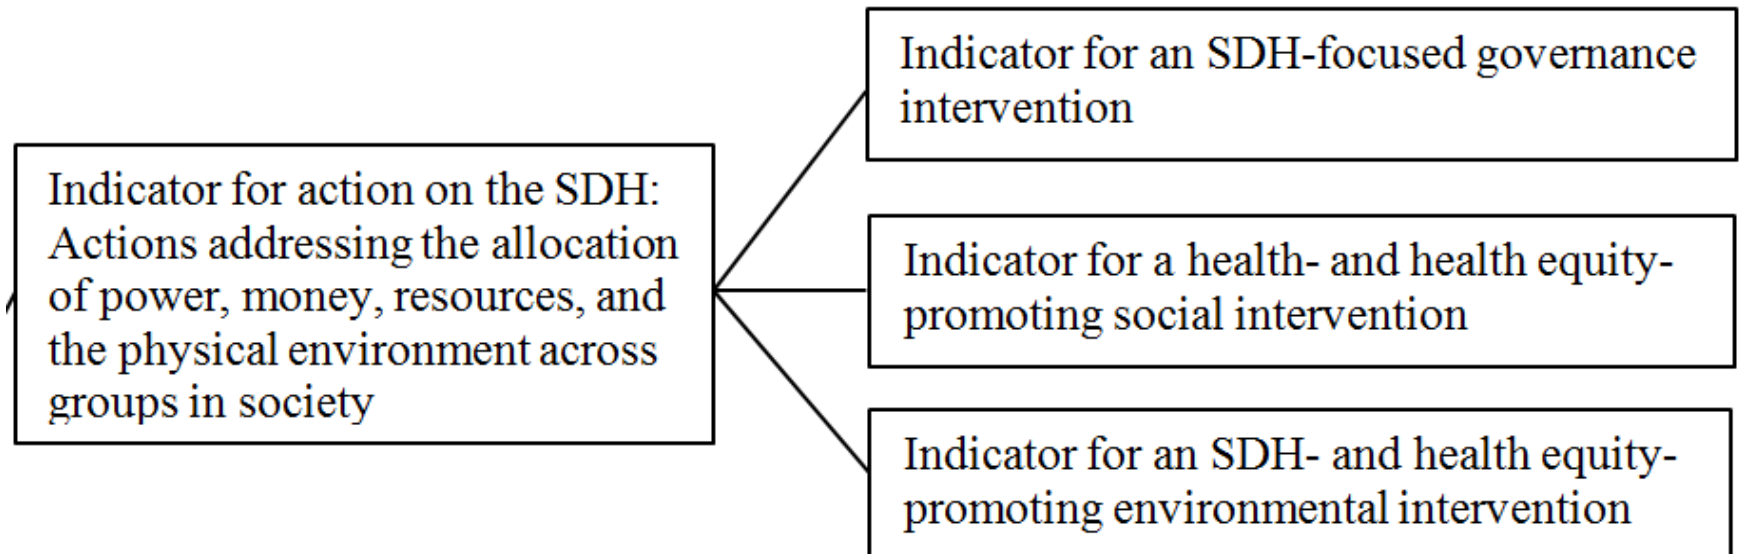 Indicator for an SDH-focused governance
intervention
Indicator for action on the SDH:
Actions addressing the allocation
of power, money, resources, and
the physical environment across
groups in society
Indicator for a health- and health equity-
promoting social intervention
Indicator for an SDH- and health equity-
promoting environmental intervention